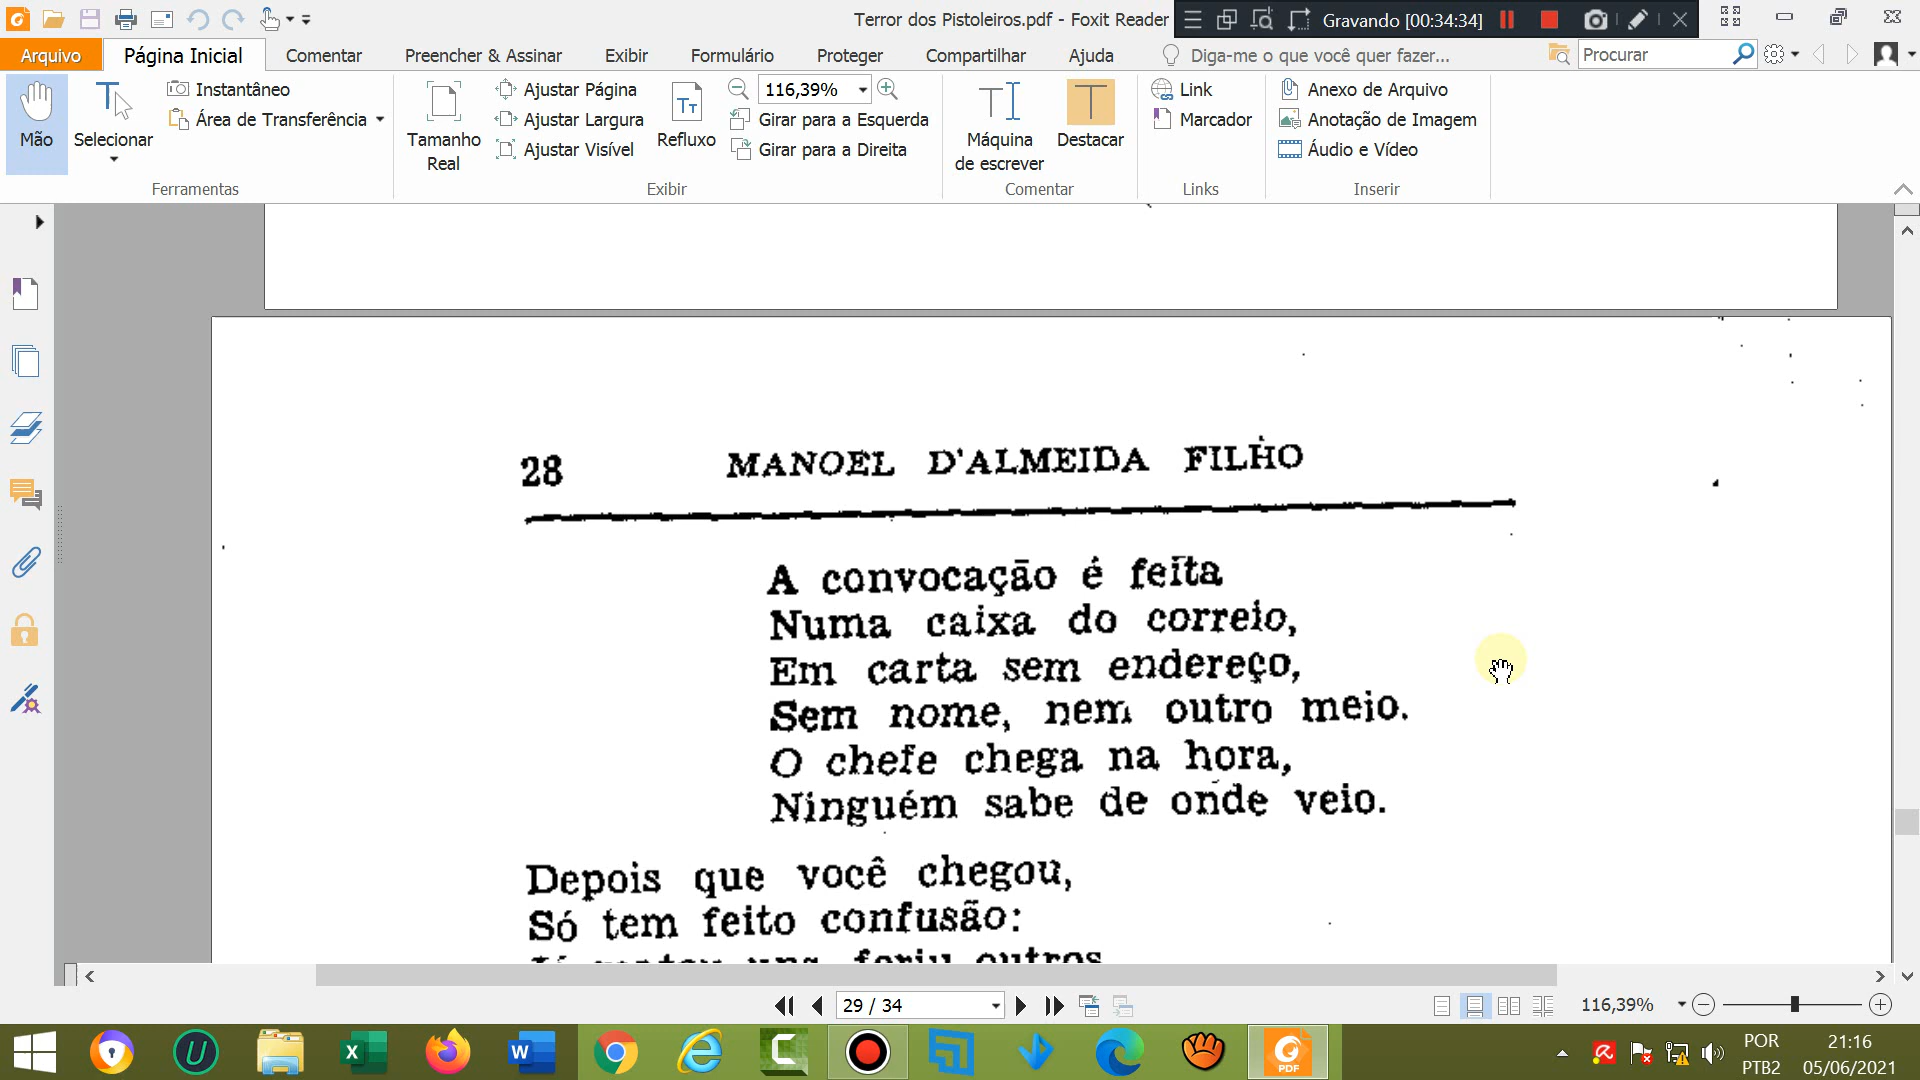 Terror dos Pistoleiros.pdf - Foxit Reader
Gravando [00:34:34]
Arquivo
Página Inicial
Comentar
Preencher & Assinar
Exibir
Formulário
Proteger
Compartilhar
Ajuda
Diga-me o que você quer fazer...
Procurar
Mão
Selecionar
Instantâneo
Área de Transferência
Ferramentas
Tamanho
Real
Ajustar Página
Ajustar Largura
Ajustar Visível
Refluxo
116,39%
Girar para a Esquerda
Girar para a Direita
Exibir
Máquina
de escrever
Destacar
Comentar
Link
Marcador
Links
Anexo de Arquivo
Anotação de Imagem
Áudio e Vídeo
Inserir
28 MANOEL D'ALMEIDA FILHO
A convocação é feita
Numa caixa do correio,
Em carta sem endereço,
Sem nome, nem outro meio.
O chefe chega na hora,
Ninguém sabe de onde veio.
Depois que você chegou,
Só tem feito confusão:
29 / 34
116,39%
POR
PTB2
21:16
05/06/2021